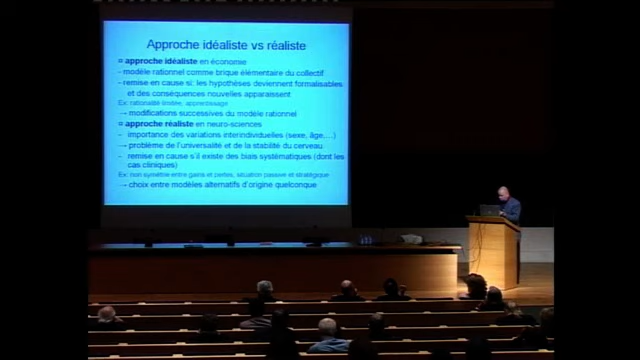 Approche idéaliste vs réaliste
¤ approche idéaliste en économie
- modèle rationnel comme brique élémentaire du collectif
- remise en cause si: les hypothèses deviennent formalisables
et des conséquences nouvelles apparaissent
Ex: rationalité limitée, apprentissage
→ modifications successives du modèle rationnel
¤ approche réaliste en neuro-sciences
- importance des variations interindividuelles (sexe, âge,...)
→ problème de l'universalité et de la stabilité du cerveau
- remise en cause s'il existe des biais systématiques (dont les
cas cliniques)
Ex: non symétrie entre gains et pertes, situation passive et stratégique
→ choix entre modèles alternatifs d'origine quelconque